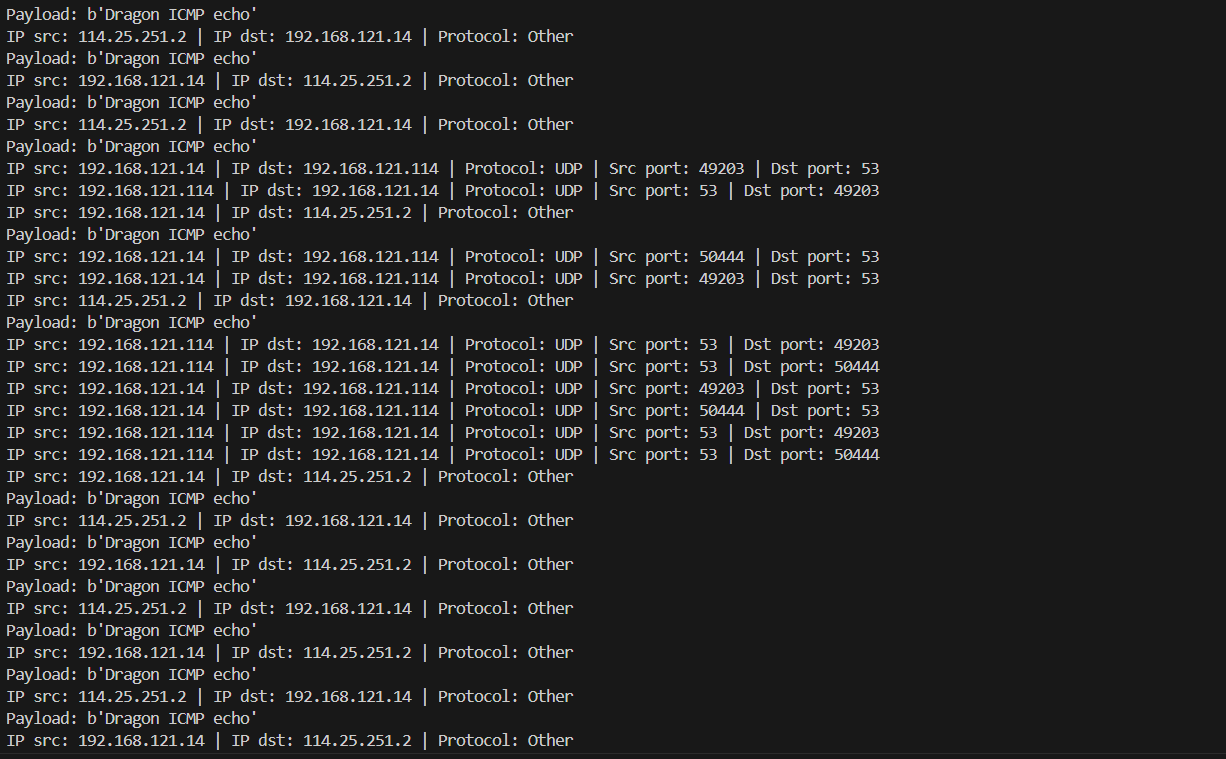 Payload: b'Dragon ICMP echo'
IP src: 114.25.251.2 | IP dst: 192.168.121.14 | Protocol: Other
Payload: b'Dragon ICMP echo'
IP src: 192.168.121.14 | IP dst: 114.25.251.2 | Protocol: Other
Payload: b'Dragon ICMP echo'
IP src: 114.25.251.2 | IP dst: 192.168.121.14 | Protocol: Other
Payload: b'Dragon ICMP echo'
IP src: 192.168.121.14 | IP dst: 192.168.121.114 | Protocol: UDP | Src port: 49203 | Dst port: 53
IP src: 192.168.121.114 | IP dst: 192.168.121.14 | Protocol: UDP | Src port: 53 | Dst port: 49203
IP src: 192.168.121.14 | IP dst: 114.25.251.2 | Protocol: Other
Payload: b'Dragon ICMP echo'
IP src: 192.168.121.14 | IP dst: 192.168.121.114 | Protocol: UDP | Src port: 50444 | Dst port: 53
IP src: 192.168.121.14 | IP dst: 192.168.121.114 | Protocol: UDP | Src port: 49203 | Dst port: 53
IP src: 114.25.251.2 | IP dst: 192.168.121.14 | Protocol: Other
Payload: b'Dragon ICMP echo'
IP src: 192.168.121.114 | IP dst: 192.168.121.14 | Protocol: UDP | Src port: 53 | Dst port: 49203
IP src: 192.168.121.114 | IP dst: 192.168.121.14 | Protocol: UDP | Src port: 53 | Dst port: 50444
IP src: 192.168.121.14 | IP dst: 192.168.121.114 | Protocol: UDP | Src port: 49203 | Dst port: 53
IP src: 192.168.121.14 | IP dst: 192.168.121.114 | Protocol: UDP | Src port: 50444 | Dst port: 53
IP src: 192.168.121.114 | IP dst: 192.168.121.14 | Protocol: UDP | Src port: 53 | Dst port: 49203
IP src: 192.168.121.114 | IP dst: 192.168.121.14 | Protocol: UDP | Src port: 53 | Dst port: 50444
IP src: 192.168.121.14 | IP dst: 114.25.251.2 | Protocol: Other
Payload: b'Dragon ICMP echo'
IP src: 114.25.251.2 | IP dst: 192.168.121.14 | Protocol: Other
Payload: b'Dragon ICMP echo'
IP src: 192.168.121.14 | IP dst: 114.25.251.2 | Protocol: Other
Payload: b'Dragon ICMP echo'
IP src: 114.25.251.2 | IP dst: 192.168.121.14 | Protocol: Other
Payload: b'Dragon ICMP echo'
IP src: 192.168.121.14 | IP dst: 114.25.251.2 | Protocol: Other
Payload: b'Dragon ICMP echo'
IP src: 114.25.251.2 | IP dst: 192.168.121.14 | Protocol: Other
Payload: b'Dragon ICMP echo'
IP src: 192.168.121.14 | IP dst: 114.25.251.2 | Protocol: Other